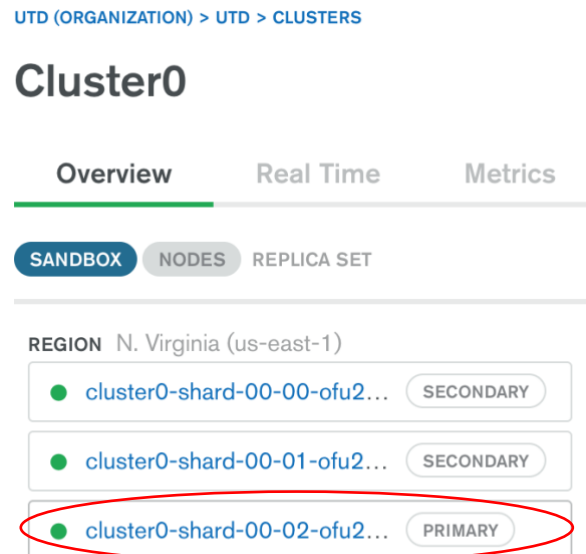 UTD (ORGANIZATION) > UTD > CLUSTERS
Cluster0
Overview Real Time Metrics
SANDBOX NODES REPLICA SET
REGION N. Virginia (us-east-1)
cluster0-shard-00-00-ofu2... SECONDARY
cluster0-shard-00-01-ofu2... SECONDARY
cluster0-shard-00-02-ofu2... PRIMARY